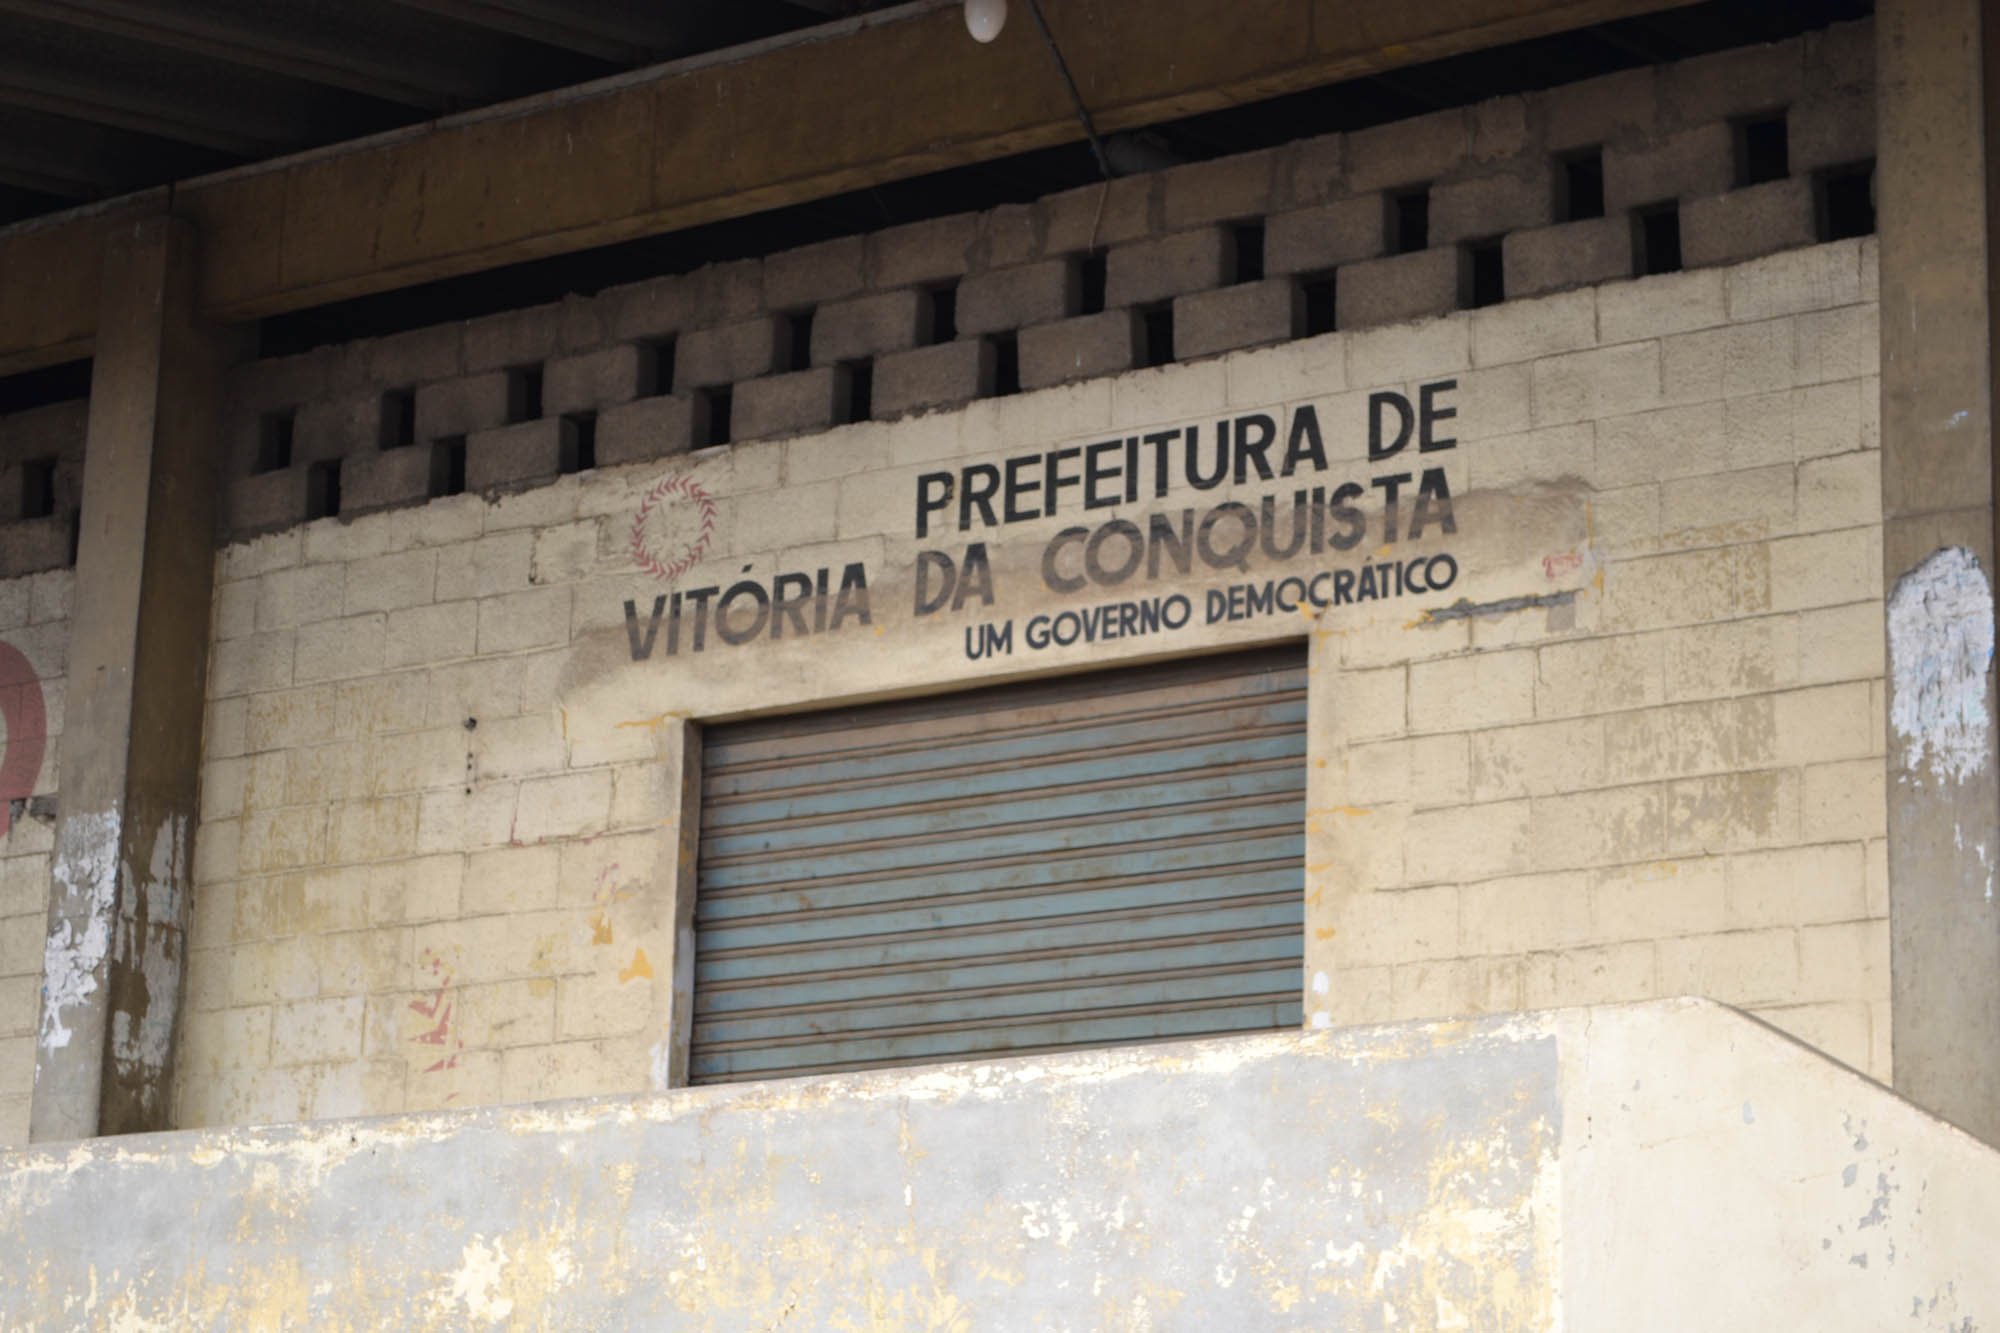 PREFEITURA DE
VITÓRIA DA CONQUISTA
UM GOVERNO DEMOCRÁTICO